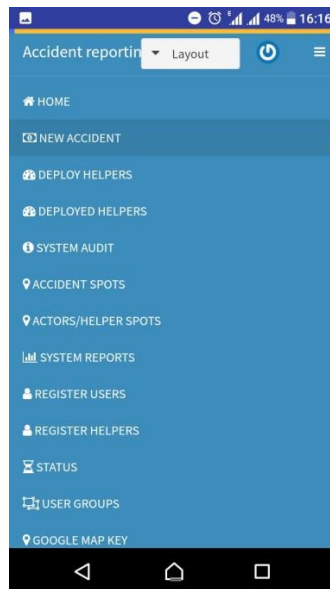 48% 16:16
Accident reportin Layout
HOME
NEW ACCIDENT
DEPLOY HELPERS
DEPLOYED HELPERS
SYSTEM AUDIT
ACCIDENT SPOTS
ACTORS/HELPER SPOTS
SYSTEM REPORTS
REGISTER USERS
REGISTER HELPERS
STATUS
USER GROUPS
GOOGLE MAP KEY